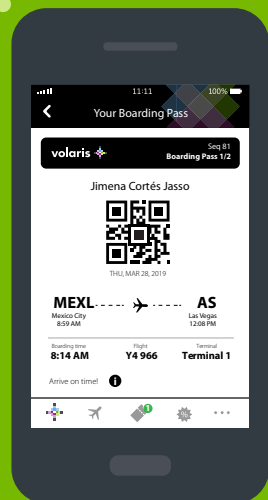 11:11 100%
Your Boarding Pass
volaris Seq 81
Boarding Pass 1/2
Jimena Cortés Jasso
THU, MAR 28, 2019
MEXL AS
Mexico City Las Vegas
8:59 AM 12:08 PM
Boarding time Flight Terminal
8:14 AM Y4 966 Terminal 1
Arrive on time! i
1
%